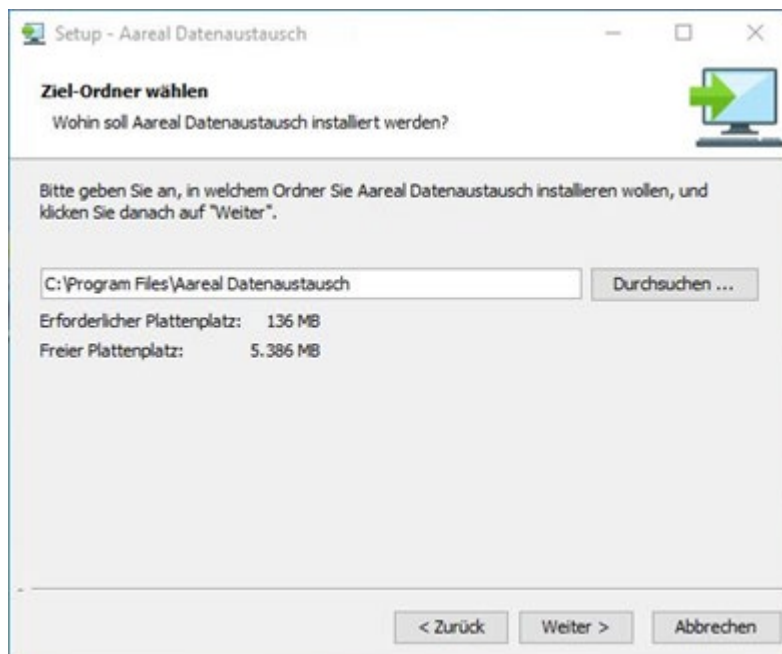 Setup - Aareal Datenaustausch
Ziel-Ordner wählen
Wohin soll Aareal Datenaustausch installiert werden?
Bitte geben Sie an, in welchem Ordner Sie Aareal Datenaustausch installieren wollen, und
klicken Sie danach auf "Weiter".
C:\Program Files\Aareal Datenaustausch
Durchsuchen ...
Erforderlicher Plattenplatz: 136 MB
Freier Plattenplatz: 5.386 MB
< Zurück Weiter > Abbrechen